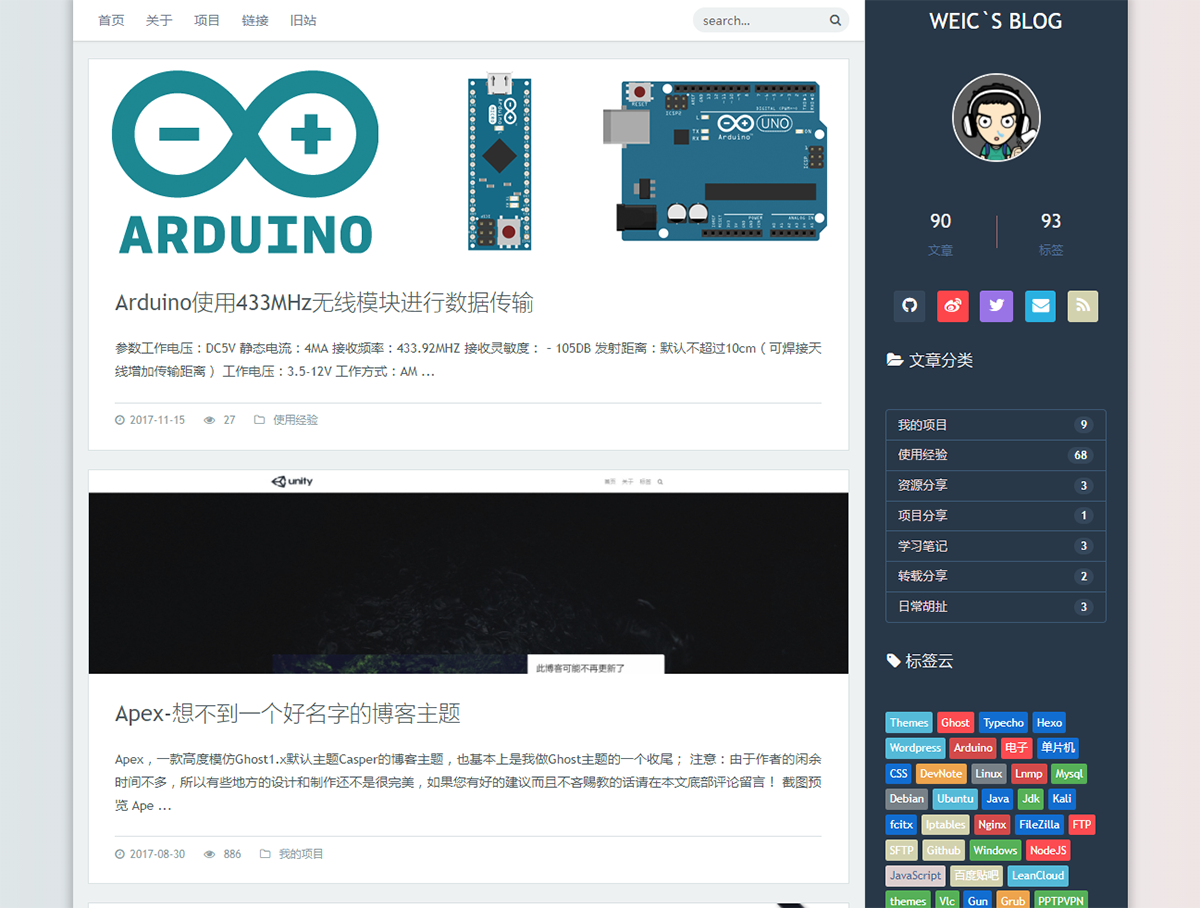 首页 关于 项目 链接 旧站
search...
ARDUINO
Arduino使用433MHz无线模块进行数据传输
参数工作电压：DC5V 静态电流：4MA 接收频率：433.92MHZ 接收灵敏度：－105DB 发射距离：默认不超过10cm（可焊接天
线增加传输距离） 工作电压：3.5-12V 工作方式：AM ...
2017-11-15 27 使用经验
unity
首页 关于 标签
此博客可能不再更新了
Apex-想不到一个好名字的博客主题
Apex，一款高度模仿Ghost1.x默认主题Casper的博客主题，也基本上是我做Ghost主题的一个收尾； 注意：由于作者的闲余
时间不多，所以有些地方的设计和制作还不是很完美，如果您有好的建议而且不吝赐教的话请在本文底部评论留言！ 截图预
览 Ape ...
2017-08-30 886 我的项目
WEIC`S BLOG
90 93
文章 标签
文章分类
我的项目 9
使用经验 68
资源分享 3
项目分享 1
学习笔记 3
转载分享 2
日常胡扯 3
标签云
Themes Ghost Typecho Hexo
Wordpress Arduino 电子 单片机
CSS DevNote Linux Lnmp Mysql
Debian Ubuntu Java Jdk Kali
fcitx Iptables Nginx FileZilla FTP
SFTP Github Windows NodeJS
JavaScript 百度贴吧 LeanCloud
themes Vlc Gun Grub PPTPVPN